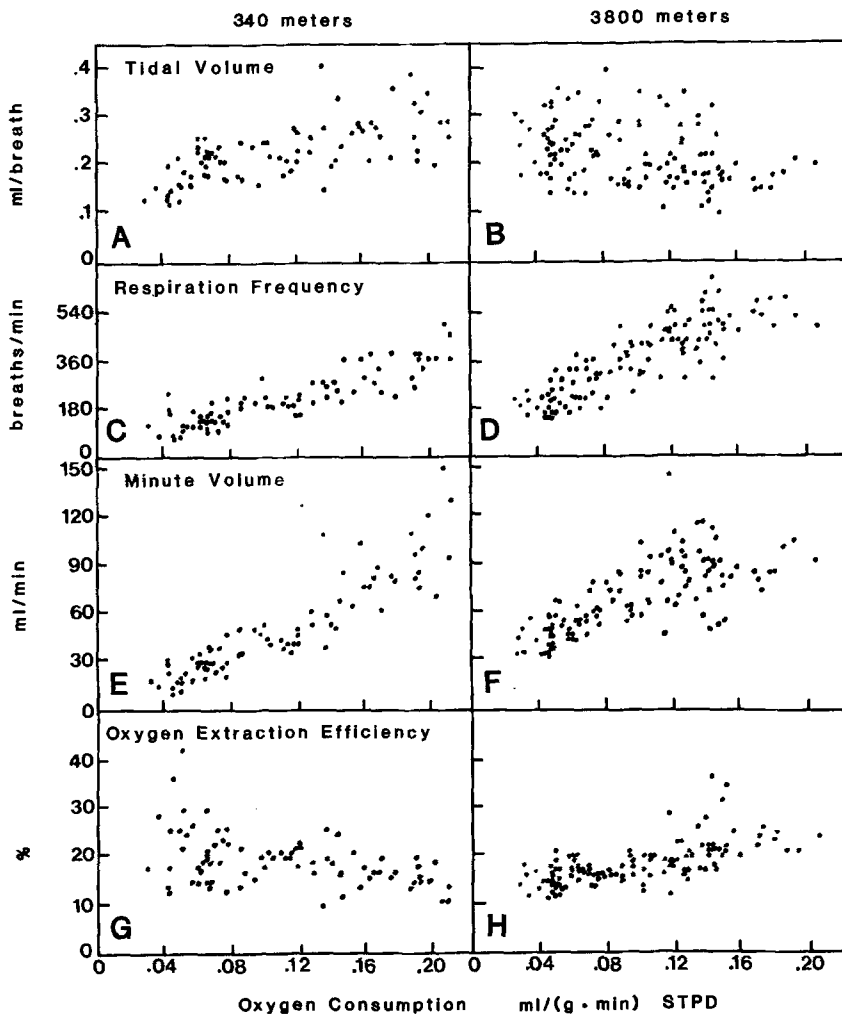 340 meters
3800 meters
Tidal Volume
ml/breath
.4
.3
.2
.1
0
A
B
Respiration Frequency
breaths/min
540
360
180
0
C
D
Minute Volume
ml/min
150
120
90
60
30
0
E
F
Oxygen Extraction Efficiency
%
40
30
20
10
0
G
H
0 .04 .08 .12 .16 .20
0 .04 .08 .12 .16 .20
Oxygen Consumption ml/(g·min) STPD